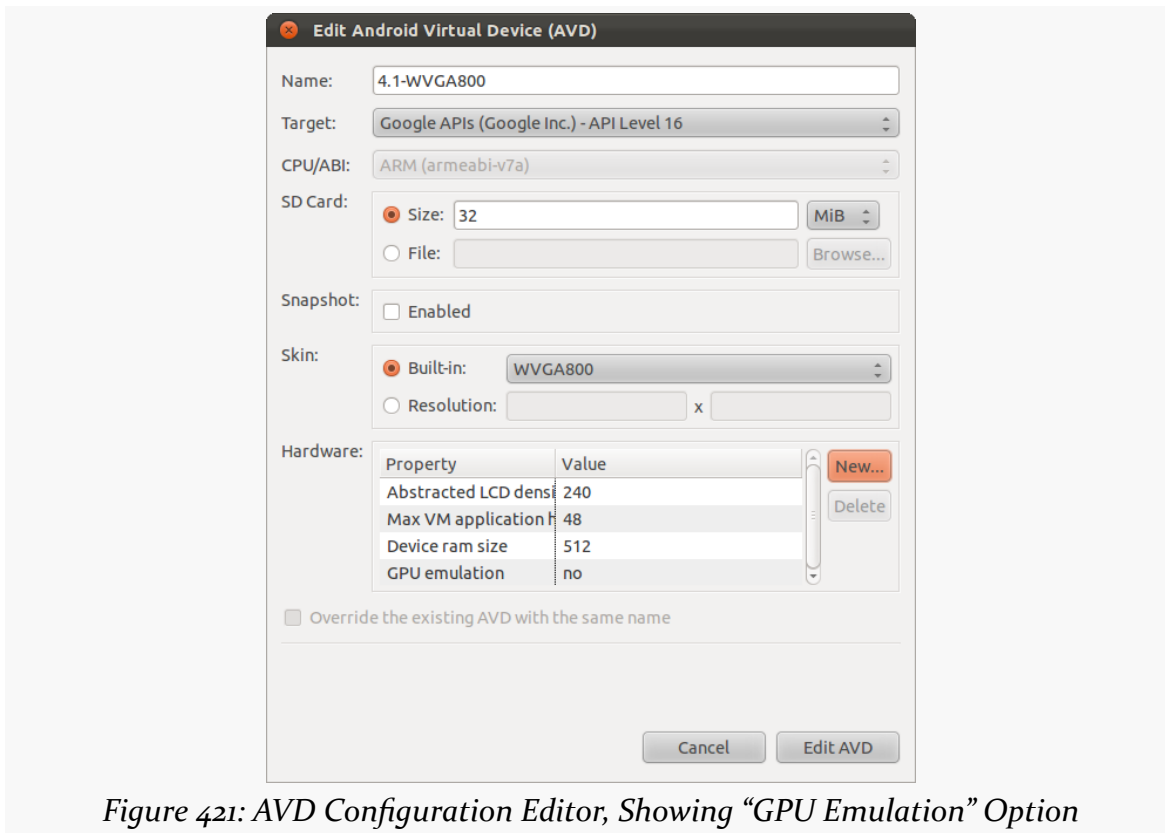 Edit Android Virtual Device (AVD)
Name: 4.1-WVGA800
Target: Google APIs (Google Inc.) - API Level 16
CPU/ABI: ARM (armeabi-v7a)
SD Card:
Size: 32 MiB
File: Browse...
Snapshot:
Enabled
Skin:
Built-in: WVGA800
Resolution: x
Hardware:
Property Value New...
Abstracted LCD densi 240
Delete
Max VM application h 48
Device ram size 512
GPU emulation no
Override the existing AVD with the same name
Cancel Edit AVD
Figure 421: AVD Configuration Editor, Showing “GPU Emulation” Option